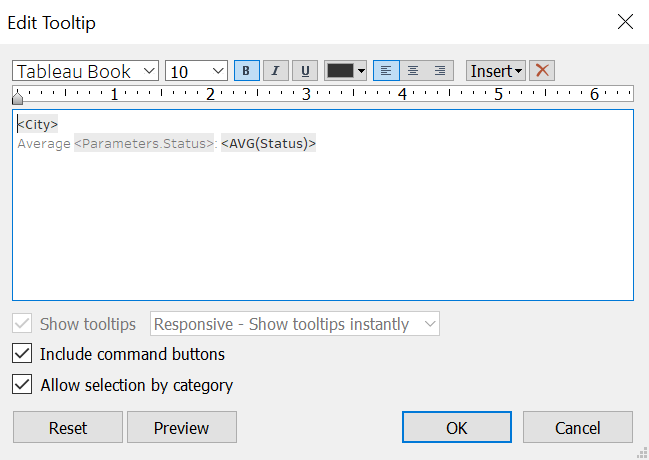 Edit Tooltip
Tableau Book 10 B I U Insert
1 2 3 4 5 6
<City>
Average <Parameters.Status>: <AVG(Status)>
Show tooltips Responsive - Show tooltips instantly
Include command buttons
Allow selection by category
Reset Preview OK Cancel